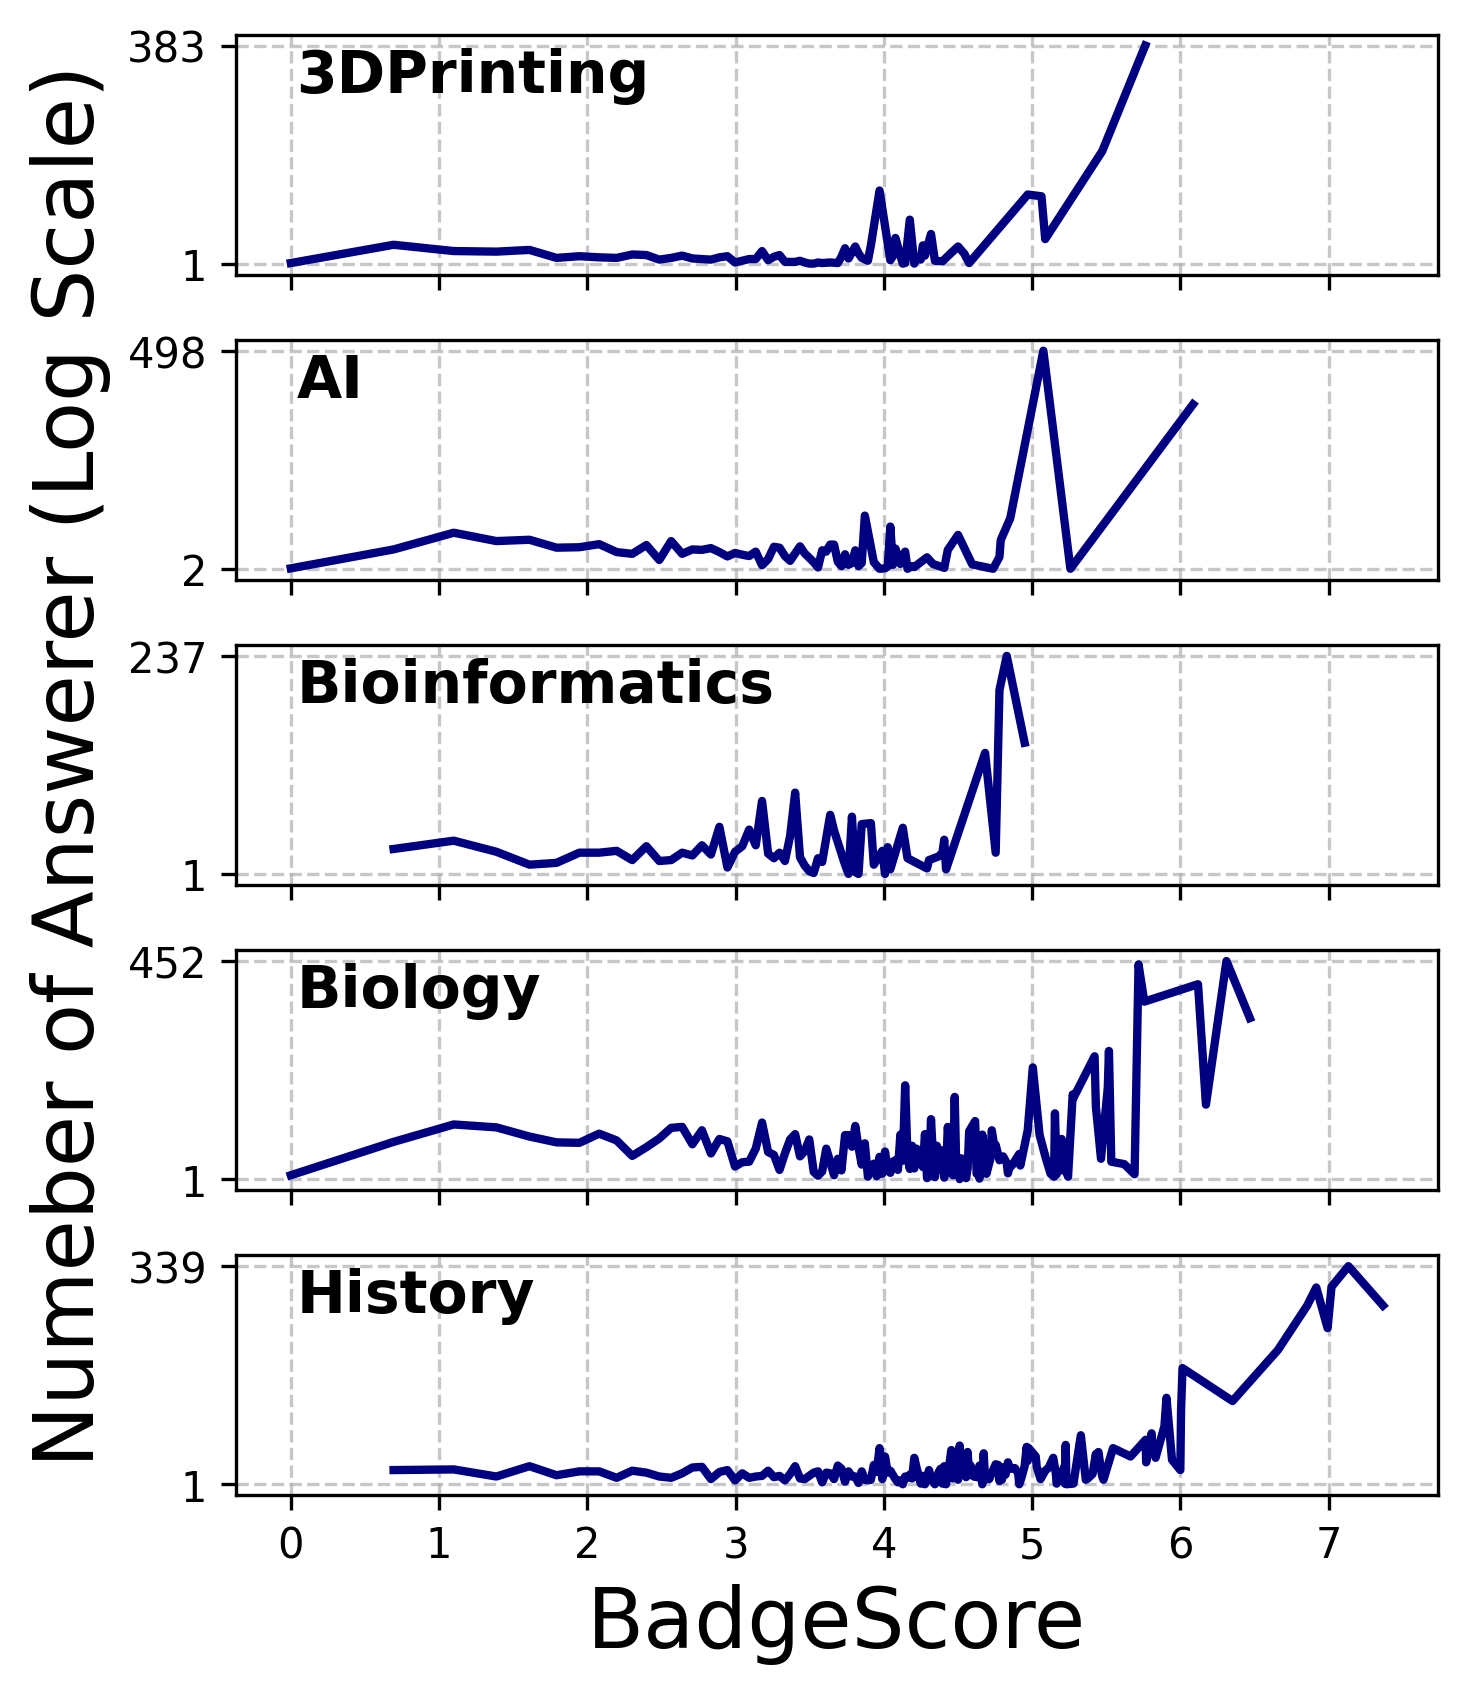 Numeber of Answerer (Log Scale)
383
3DPrinting
1
498
AI
2
237
Bioinformatics
1
452
Biology
1
339
History
1
0 1 2 3 4 5 6 7
BadgeScore